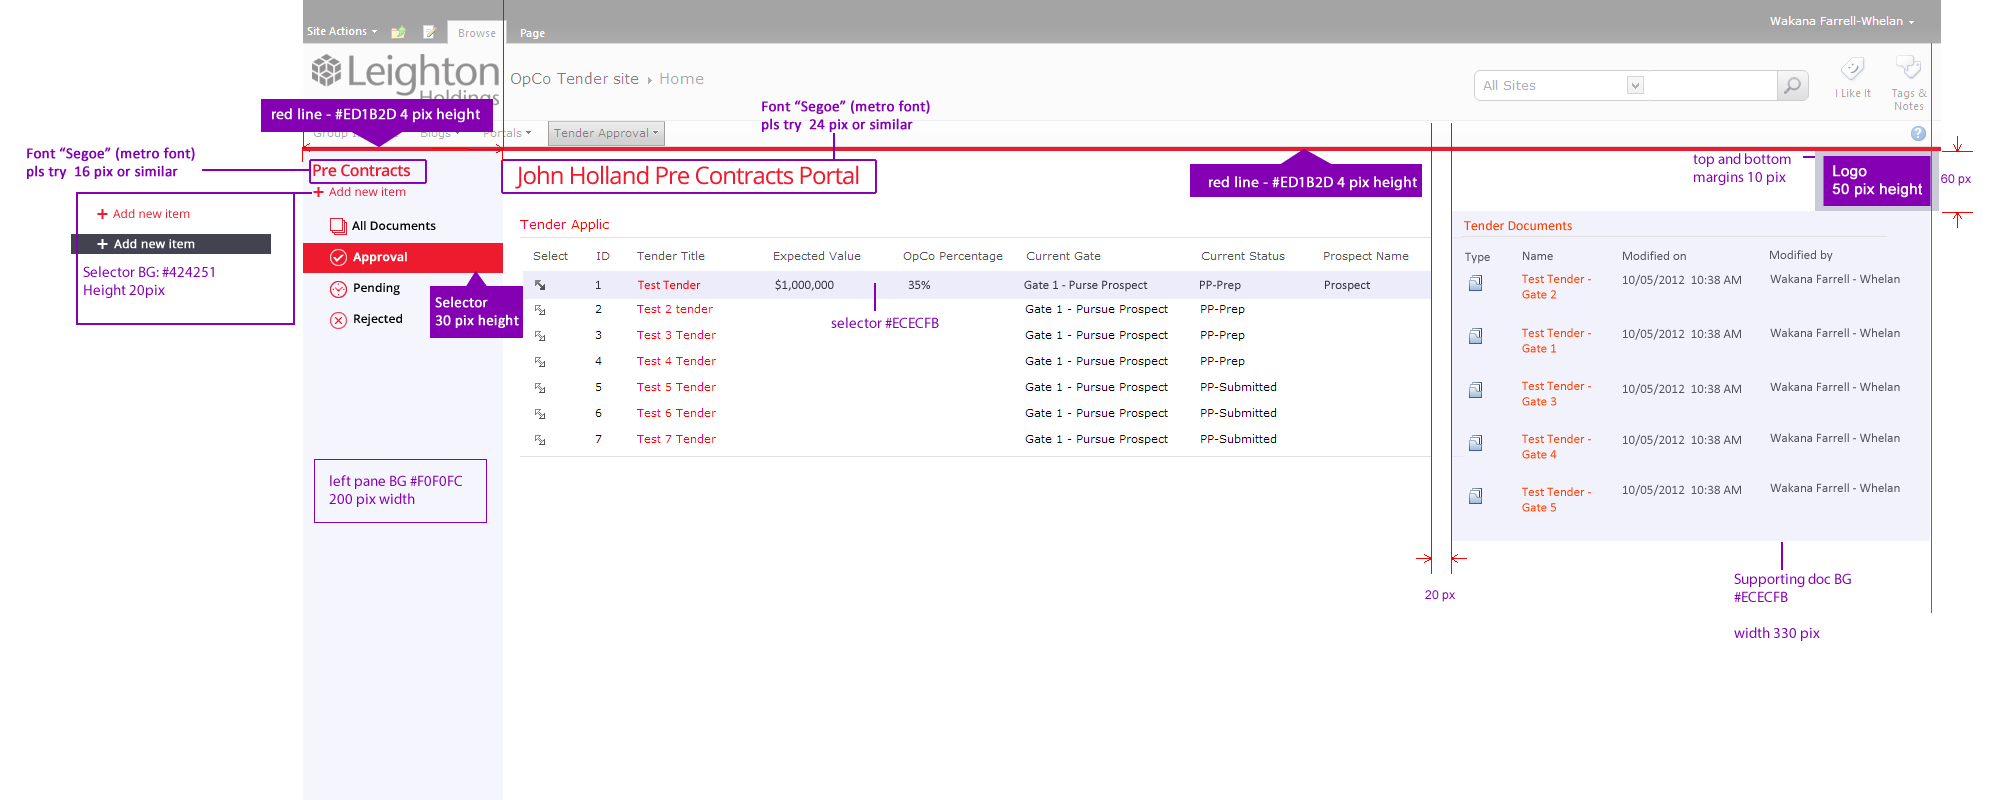 Site Actions
Browse
Page
Wakana Farrell-Whelan
Leighton
Holdings
OpCo Tender site
Home
All Sites
I Like It
Tags &
Notes
red line - #ED1B2D 4 pix height
Font “Segoe” (metro font)
pls try 24 pix or similar
Group
Blogs
Portals
Tender Approval
Font “Segoe” (metro font)
pls try 16 pix or similar
Pre Contracts
Add new item
John Holland Pre Contracts Portal
red line - #ED1B2D 4 pix height
top and bottom
margins 10 pix
Logo
50 pix height
60 px
Add new item
Add new item
Selector BG: #424251
Height 20pix
All Documents
Approval
Pending
Rejected
Selector
30 pix height
left pane BG #F0F0FC
200 pix width
Tender Applic
Select ID Tender Title Expected Value OpCo Percentage Current Gate Current Status Prospect Name
1 Test Tender $1,000,000 35% Gate 1 - Purse Prospect PP-Prep Prospect
2 Test 2 tender Gate 1 - Pursue Prospect PP-Prep
selector #ECECFB
3 Test 3 Tender Gate 1 - Pursue Prospect PP-Prep
4 Test 4 Tender Gate 1 - Pursue Prospect PP-Prep
5 Test 5 Tender Gate 1 - Pursue Prospect PP-Submitted
6 Test 6 Tender Gate 1 - Pursue Prospect PP-Submitted
7 Test 7 Tender Gate 1 - Pursue Prospect PP-Submitted
20 px
Tender Documents
Type Name Modified on Modified by
Test Tender - 10/05/2012 10:38 AM Wakana Farrell - Whelan
Gate 2
Test Tender - 10/05/2012 10:38 AM Wakana Farrell - Whelan
Gate 1
Test Tender - 10/05/2012 10:38 AM Wakana Farrell - Whelan
Gate 3
Test Tender - 10/05/2012 10:38 AM Wakana Farrell - Whelan
Gate 4
Test Tender - 10/05/2012 10:38 AM Wakana Farrell - Whelan
Gate 5
Supporting doc BG
#ECECFB
width 330 pix